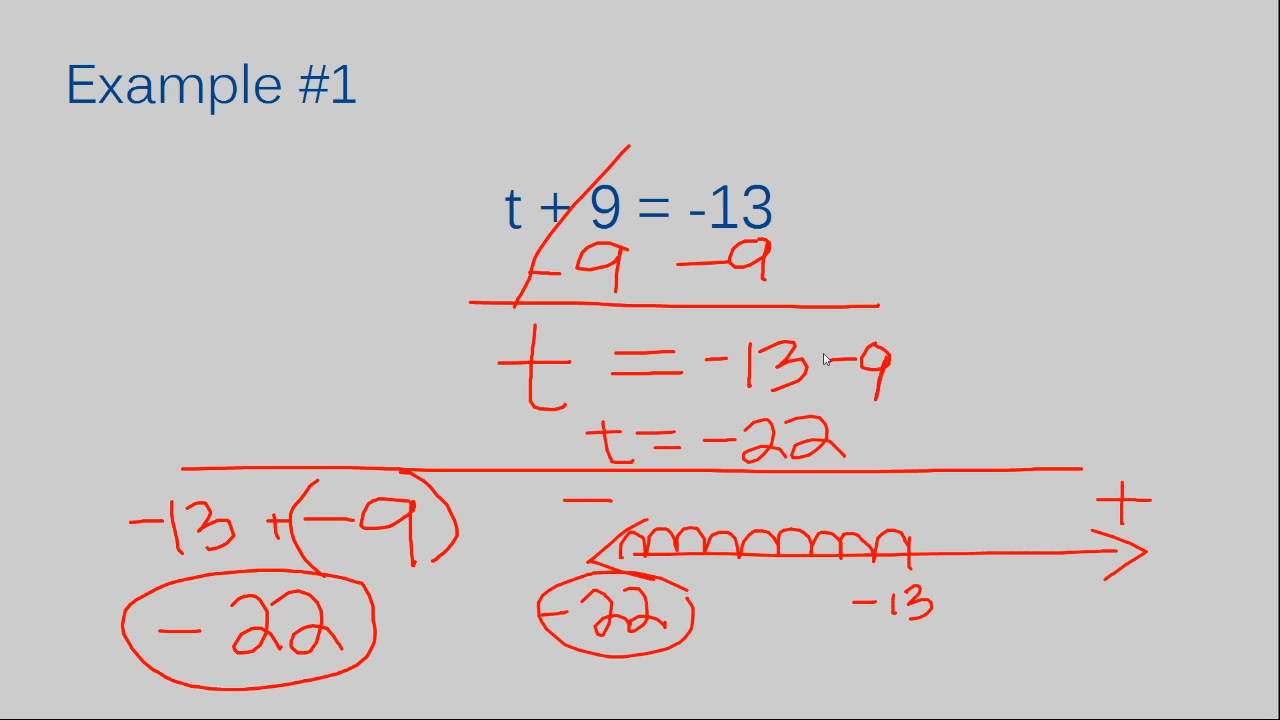 Example #1
t + 9 = -13
-9 -9
t = -13 -9
t = -22
-13 + (-9)
- +
-13
-22
-22